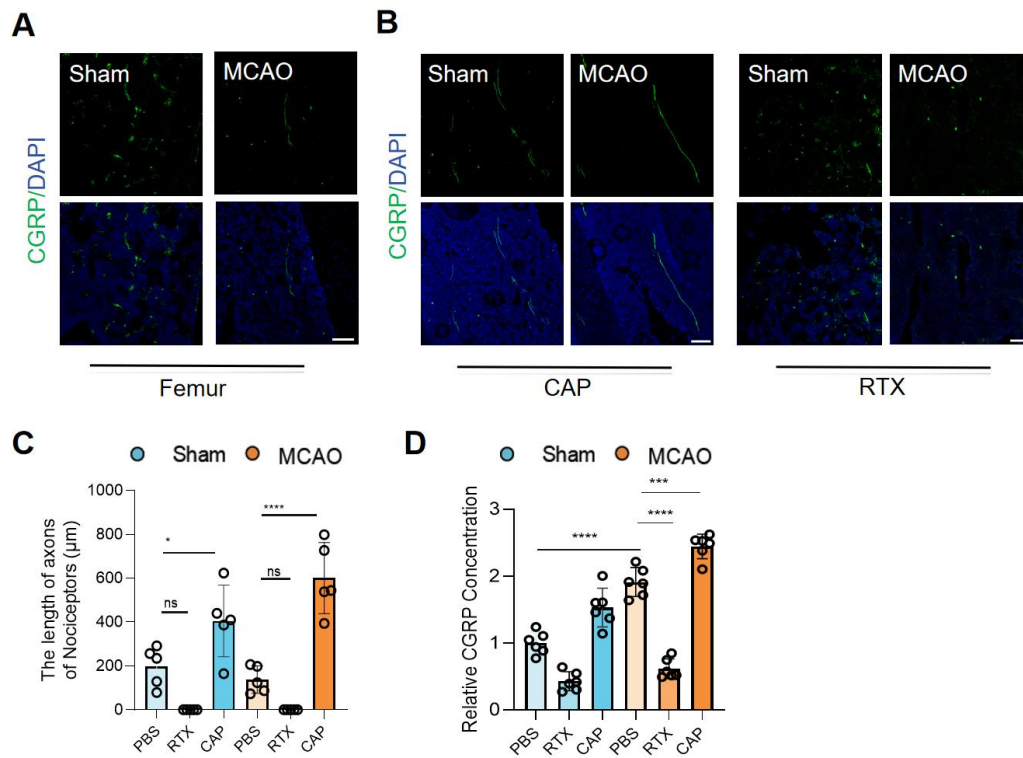 A
B
Sham
MCAO
Sham
MCAO
Sham
MCAO
CGRP/DAPI
CGRP/DAPI
Femur
CAP
RTX
C
D
Sham
MCAO
Sham
MCAO
The length of axons
of Nociceptors (μm)
1000
800
600
400
200
0
*
ns
****
ns
PBS
RTX
CAP
PBS
RTX
CAP
Relative CGRP Concentration
3
2
1
0
****
***
****
PBS
RTX
CAP
PBS
RTX
CAP